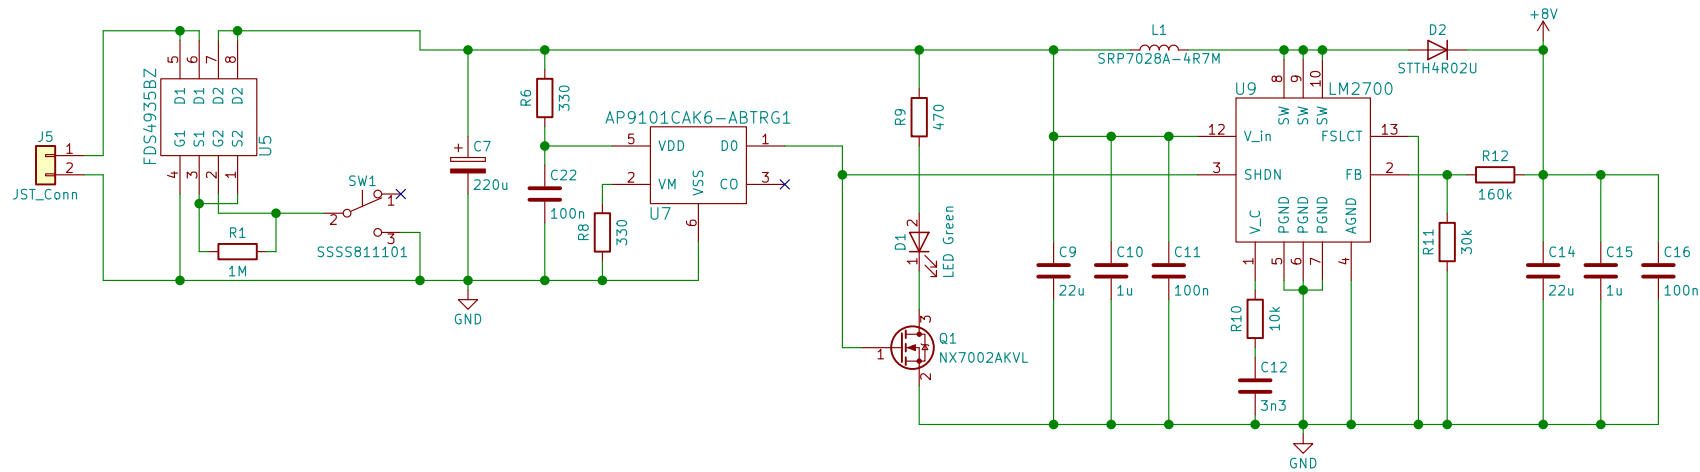 J5
1
2
JST_Conn
5
6
7
8
D1
D1
D2
D2
G1
S1
G2
S2
FDS4935BZ
U5
4
3
2
1
R1
1M
SW1
1
2
3
SSSS811101
+
C7
220u
GND
R6
330
C22
100n
AP9101CAK6-ABTRG1
5
VDD
DO
1
2
VM
VSS
CO
3
U7
6
R8
330
R9
470
D1
2
1
LED Green
3
Q1
1
NX7002AKVL
2
L1
SRP7028A-4R7M
C9
22u
C10
1u
C11
100n
U9
LM2700
8
9
10
SW
SW
SW
12
V_in
FSLCT
13
3
SHDN
FB
2
V_C
PGND
PGND
PGND
AGND
1
5
6
7
4
R10
10k
C12
3n3
GND
D2
STTH4R02U
+8V
R12
160k
R11
30k
C14
22u
C15
1u
C16
100n